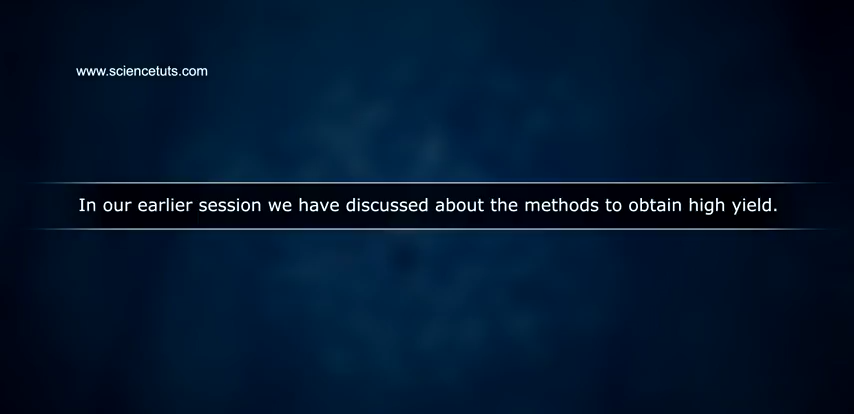 www.sciencetuts.com
In our earlier session we have discussed about the methods to obtain high yield.